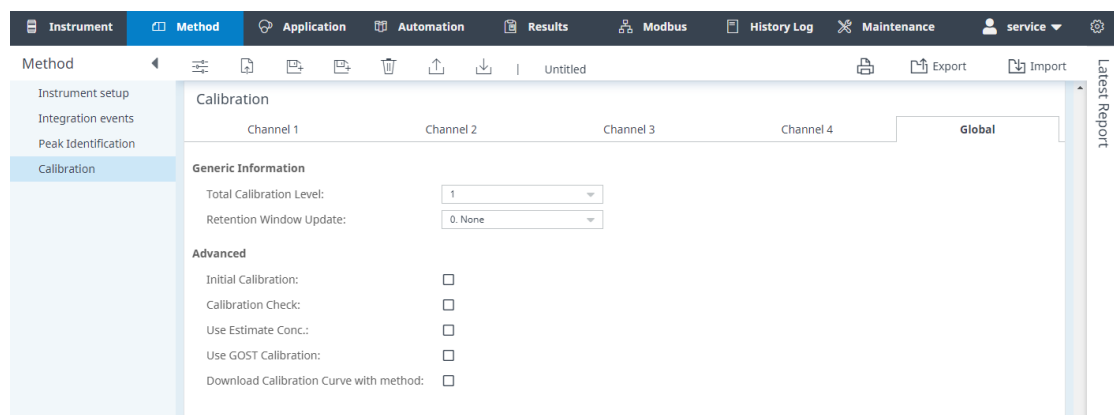 Instrument Method Application Automation Results Modbus History Log Maintenance service
Method Untitled Export Import
Latest Report
Instrument setup
Integration events
Peak Identification
Calibration
Calibration
Channel 1 Channel 2 Channel 3 Channel 4 Global
Generic Information
Total Calibration Level: 1
Retention Window Update: 0. None
Advanced
Initial Calibration:
Calibration Check:
Use Estimate Conc.:
Use GOST Calibration:
Download Calibration Curve with method: